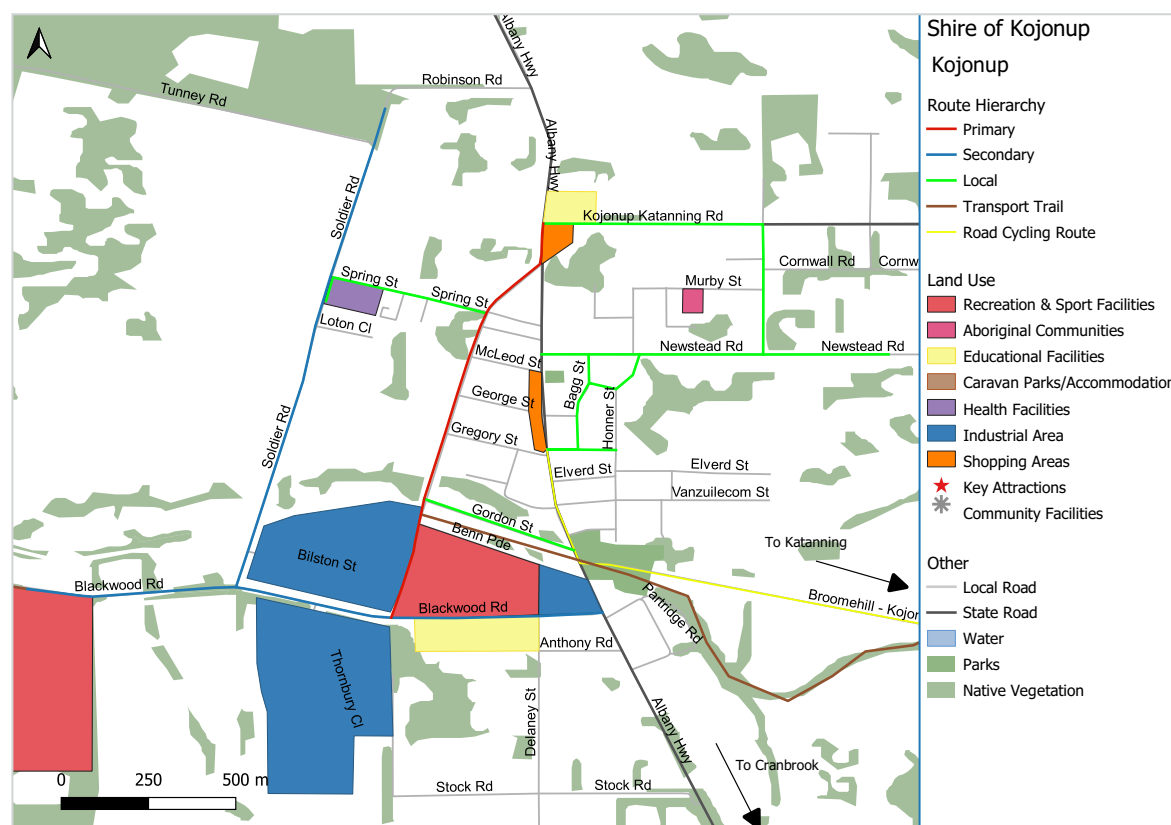 Albany Hwy
Robinson Rd
Tunney Rd
Albany Hwy
Kojonup Katanning Rd
Soldier Rd
Cornwall Rd
Cornw
Spring St
Spring St
Murby St
Loton Cl
McLeod St
Newstead Rd
Newstead Rd
Bagg St
George St
Honner St
Gregory St
Soldier Rd
Elverd St
Elverd St
Vanzuilecom St
Gordon St
Benn Pde
To Katanning
Bilston St
Blackwood Rd
Blackwood Rd
Partridge Rd
Broomehill - Kojor
Anthony Rd
Thornbury Cl
Delaney St
Albany Hwy
To Cranbrook
Stock Rd
Stock Rd
0 250 500 m
Shire of Kojonup
Kojonup
Route Hierarchy
Primary
Secondary
Local
Transport Trail
Road Cycling Route
Land Use
Recreation & Sport Facilities
Aboriginal Communities
Educational Facilities
Caravan Parks/Accommodation
Health Facilities
Industrial Area
Shopping Areas
Key Attractions
Community Facilities
Other
Local Road
State Road
Water
Parks
Native Vegetation